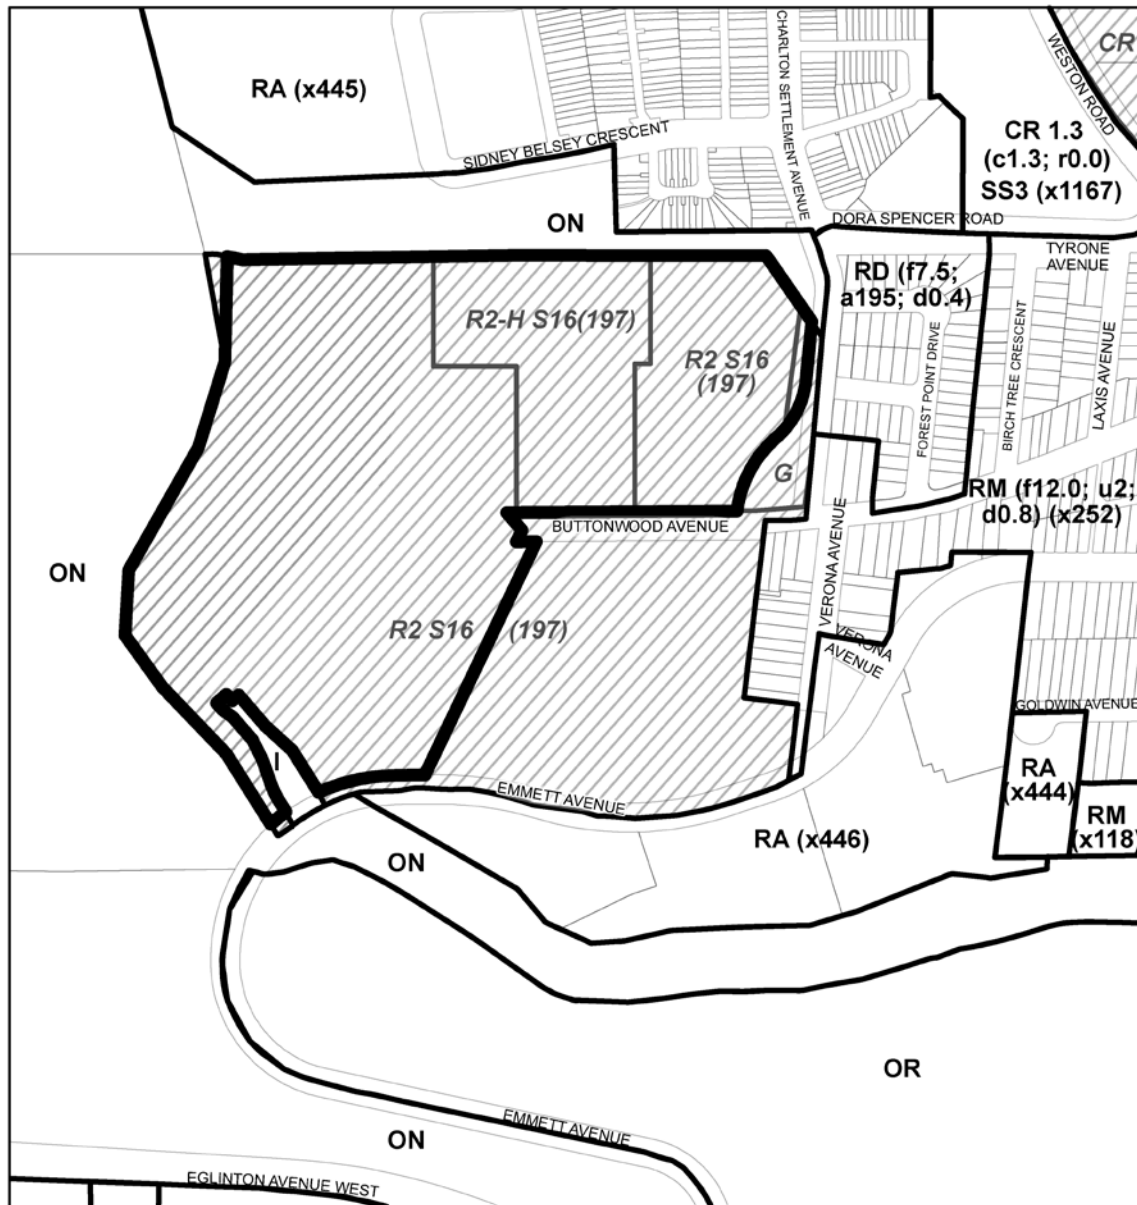 CHARLTON SETTLEMENT AVENUE
WESTON ROAD
CR
RA (x445)
CR 1.3
(c1.3; r0.0)
SS3 (x1167)
SIDNEY BELSEY CRESCENT
DORA SPENCER ROAD
ON
TYRONE
AVENUE
RD (f7.5;
a195; d0.4)
R2-H S16(197)
R2 S16
(197)
FOREST POINT DRIVE
BIRCH TREE CRESCENT
LAXIS AVENUE
G
RM (f12.0; u2;
d0.8) (x252)
BUTTONWOOD AVENUE
VERONA AVENUE
ON
R2 S16 (197)
VERONA
AVENUE
GOLDWIN AVENUE
I
RA
(x444)
EMMETT AVENUE
RM
(x118)
RA (x446)
ON
OR
EMMETT AVENUE
ON
EGLINTON AVENUE WEST